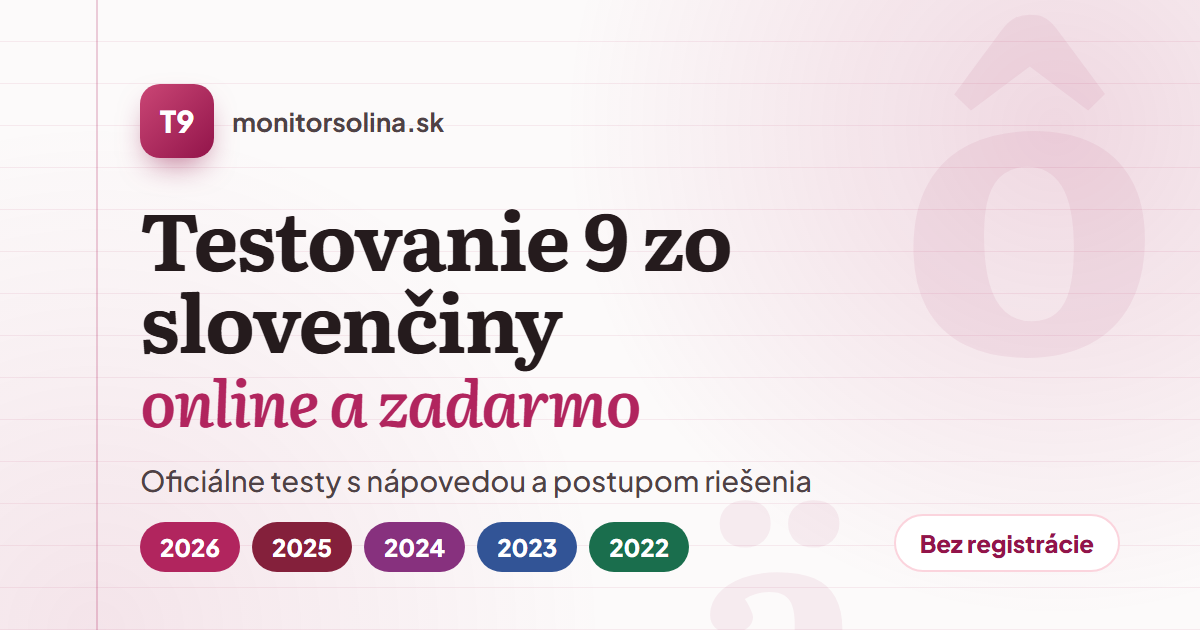 T9
monitorsolina.sk
ô
Testovanie 9 zo
slovenčiny
online a zadarmo
Oficiálne testy s nápovedou a postupom riešenia
2026 2025 2024 2023 2022
Bez registrácie
ä